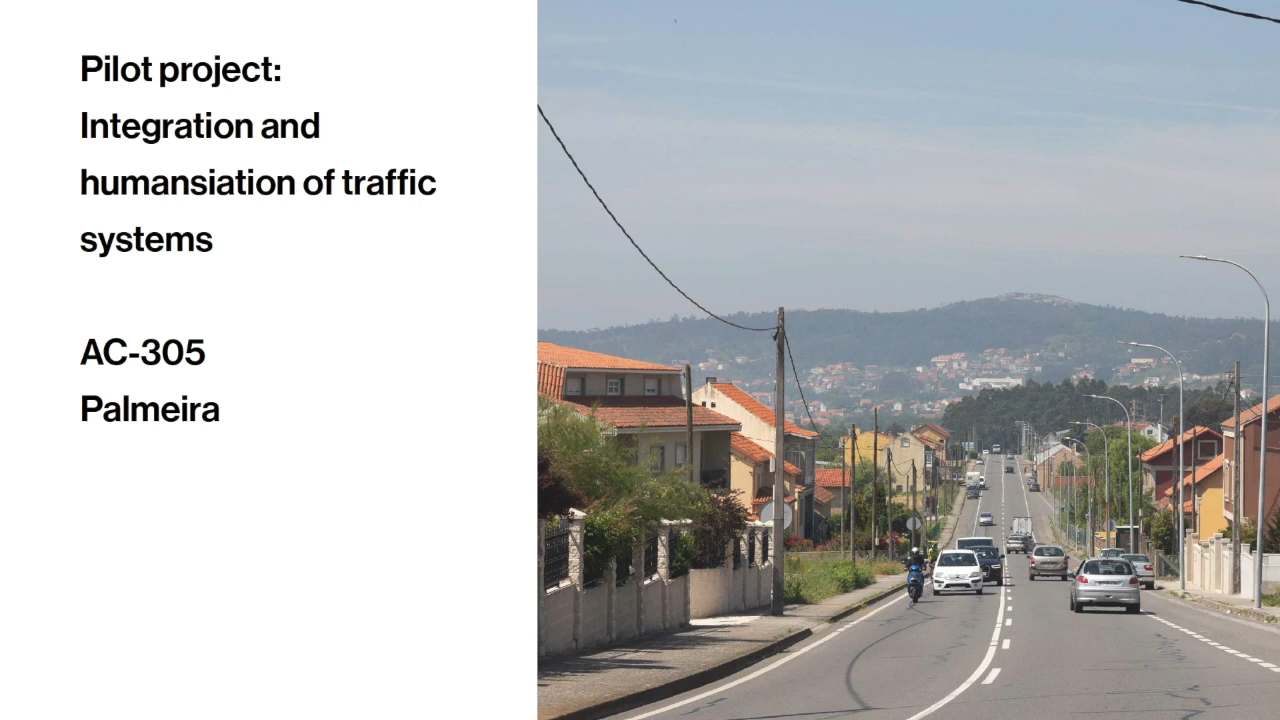 Pilot project:
Integration and
humansiation of traffic
systems
AC-305
Palmeira